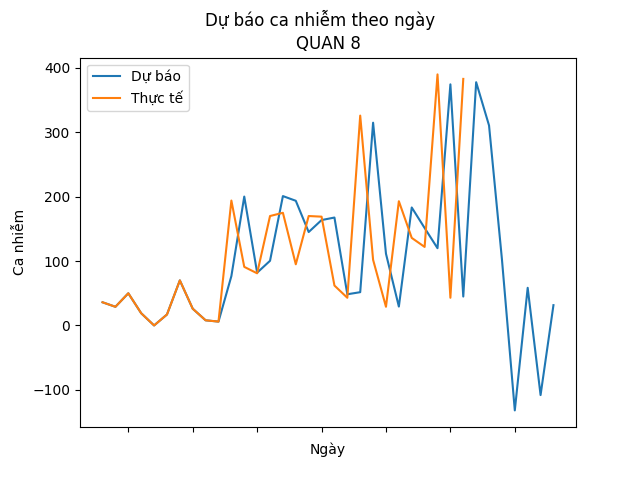 Dự báo ca nhiễm theo ngày
QUAN 8
Dự báo
Thực tế
400
300
200
100
0
−100
Ca nhiễm
Ngày